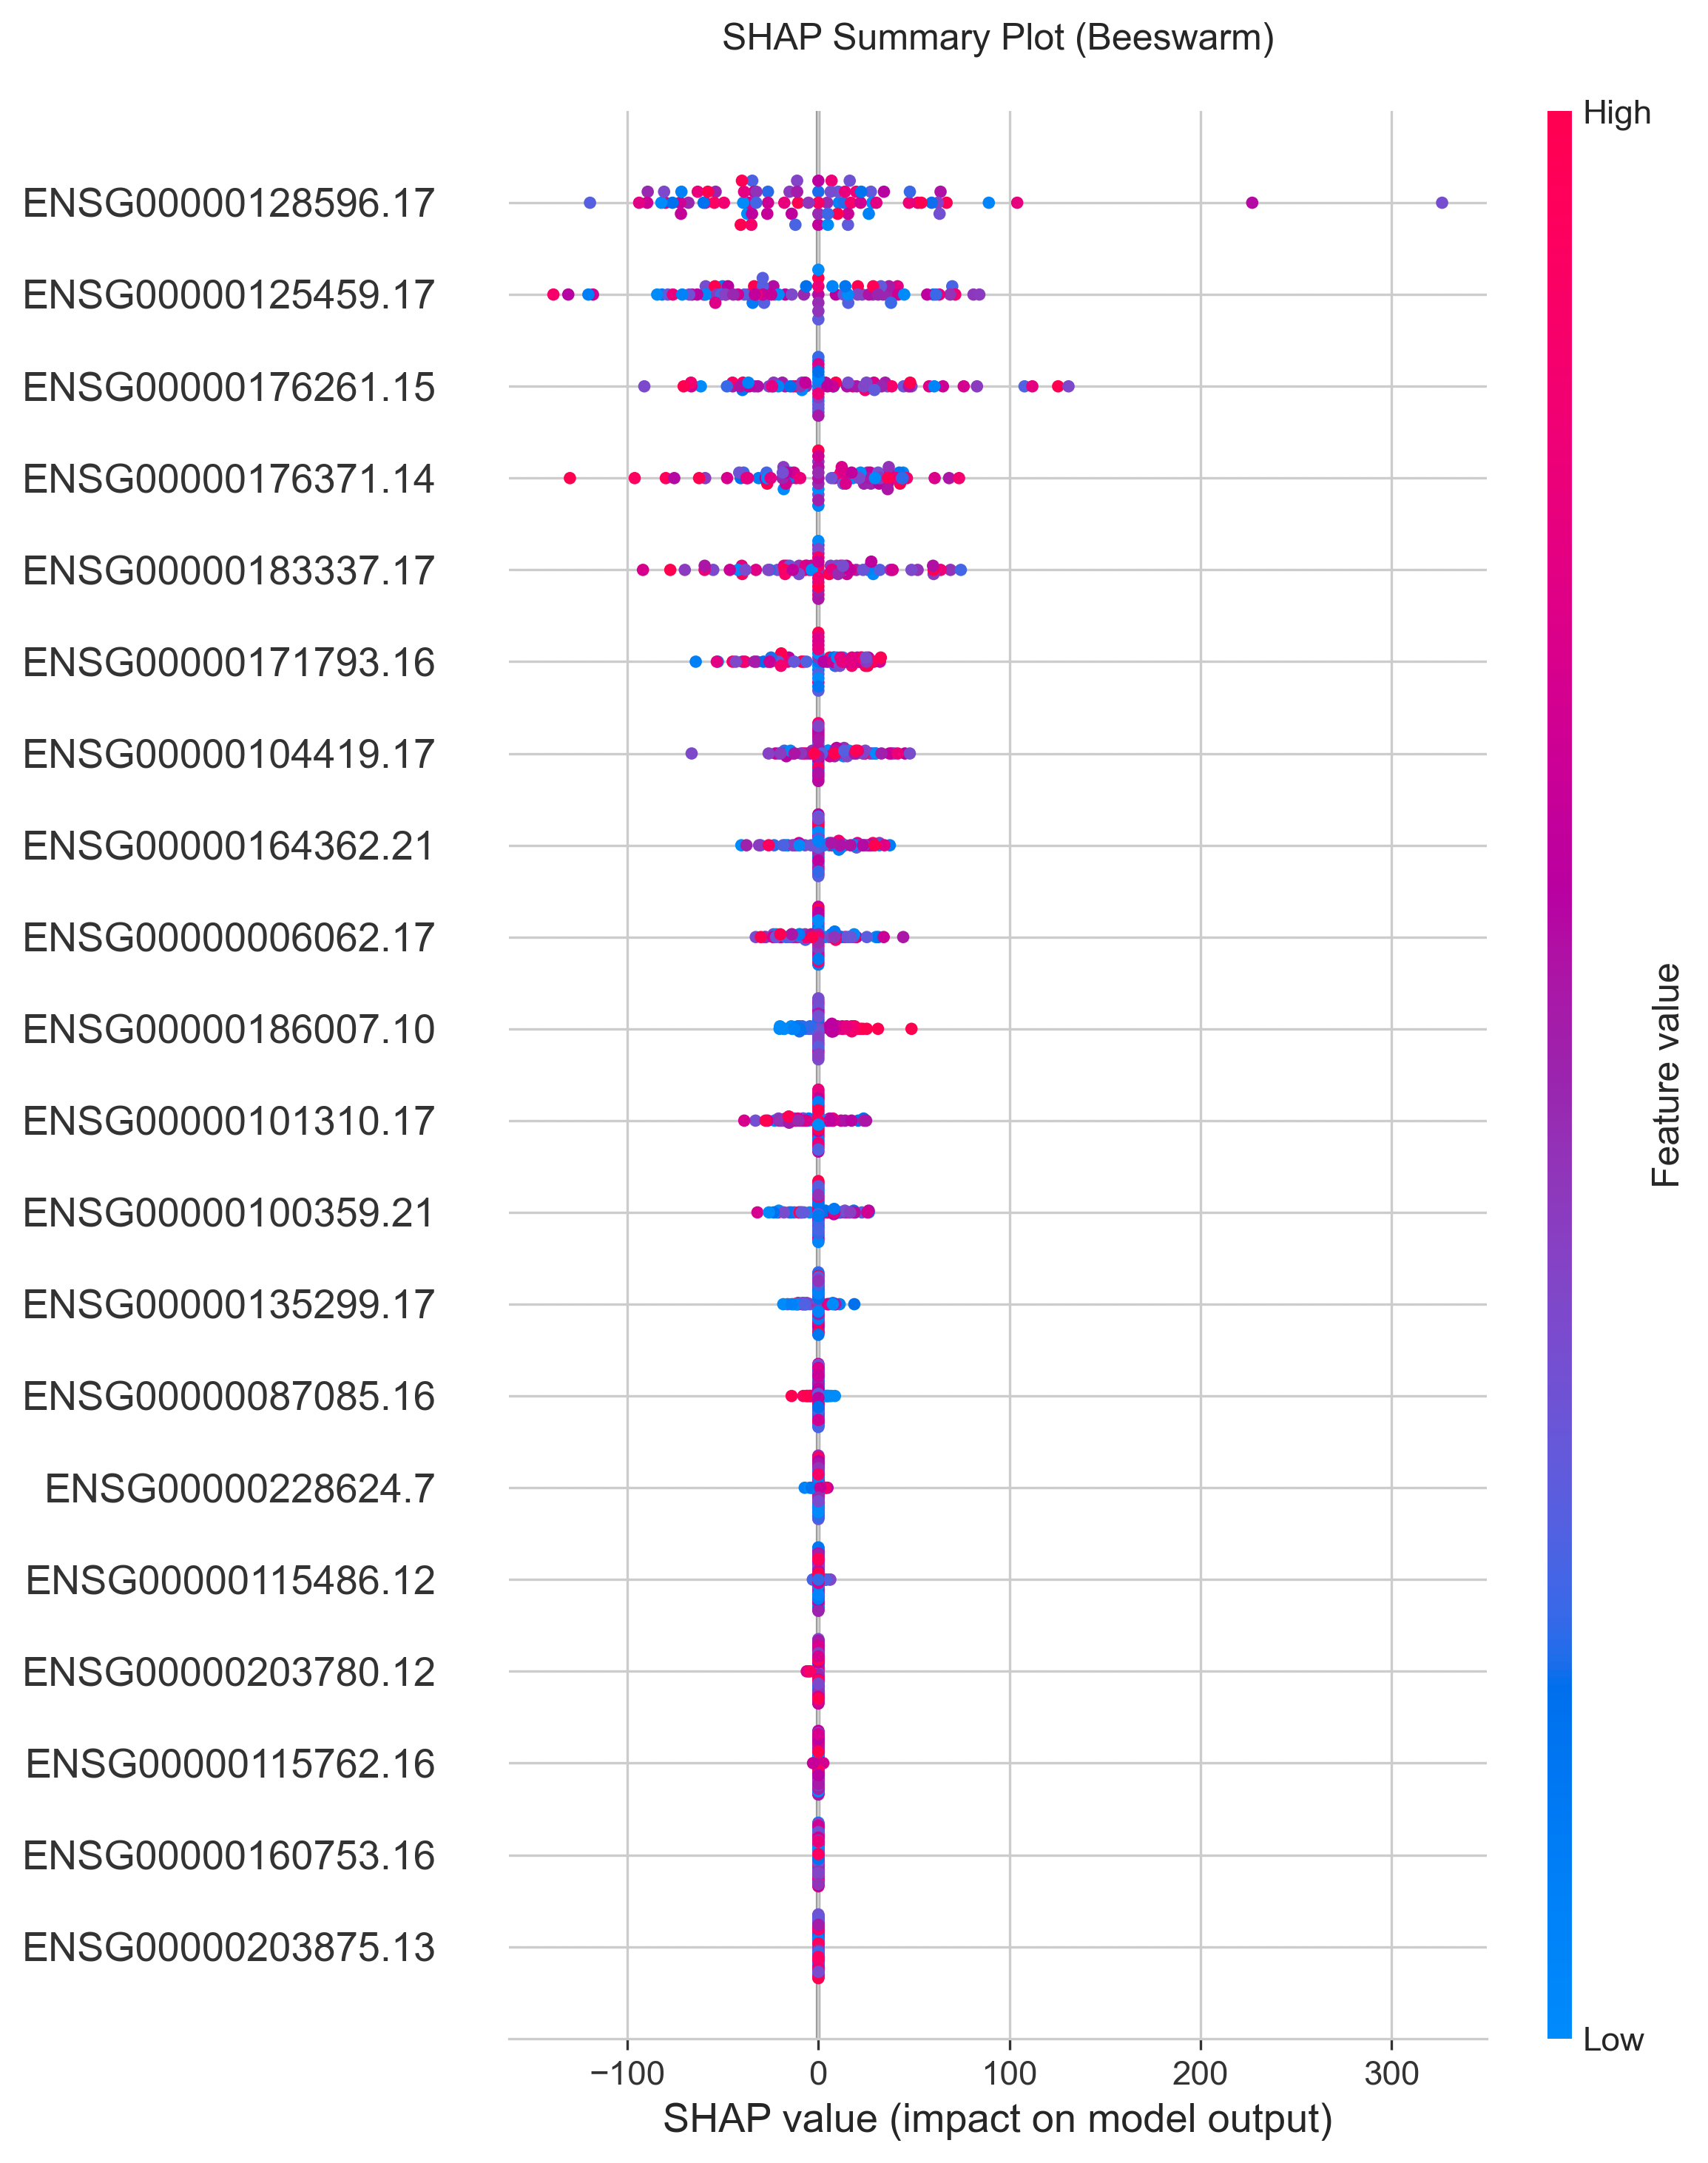 SHAP Summary Plot (Beeswarm)
High
ENSG00000128596.17
ENSG00000125459.17
ENSG00000176261.15
ENSG00000176371.14
ENSG00000183337.17
ENSG00000171793.16
ENSG00000104419.17
ENSG00000164362.21
ENSG00000006062.17
ENSG00000186007.10
ENSG00000101310.17
ENSG00000100359.21
ENSG00000135299.17
ENSG00000087085.16
ENSG00000228624.7
ENSG00000115486.12
ENSG00000203780.12
ENSG00000115762.16
ENSG00000160753.16
ENSG00000203875.13
Feature value
Low
−100 0 100 200 300
SHAP value (impact on model output)